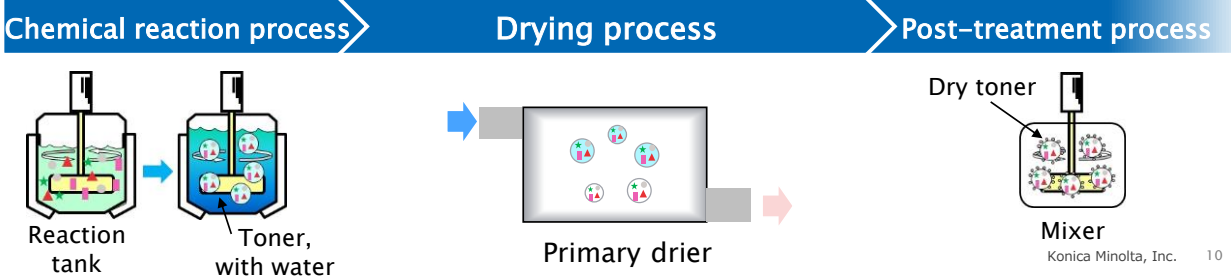 Chemical reaction process
Drying process
Post-treatment process
Reaction
tank
Toner,
with water
Primary drier
Dry toner
Mixer
Konica Minolta, Inc. 10